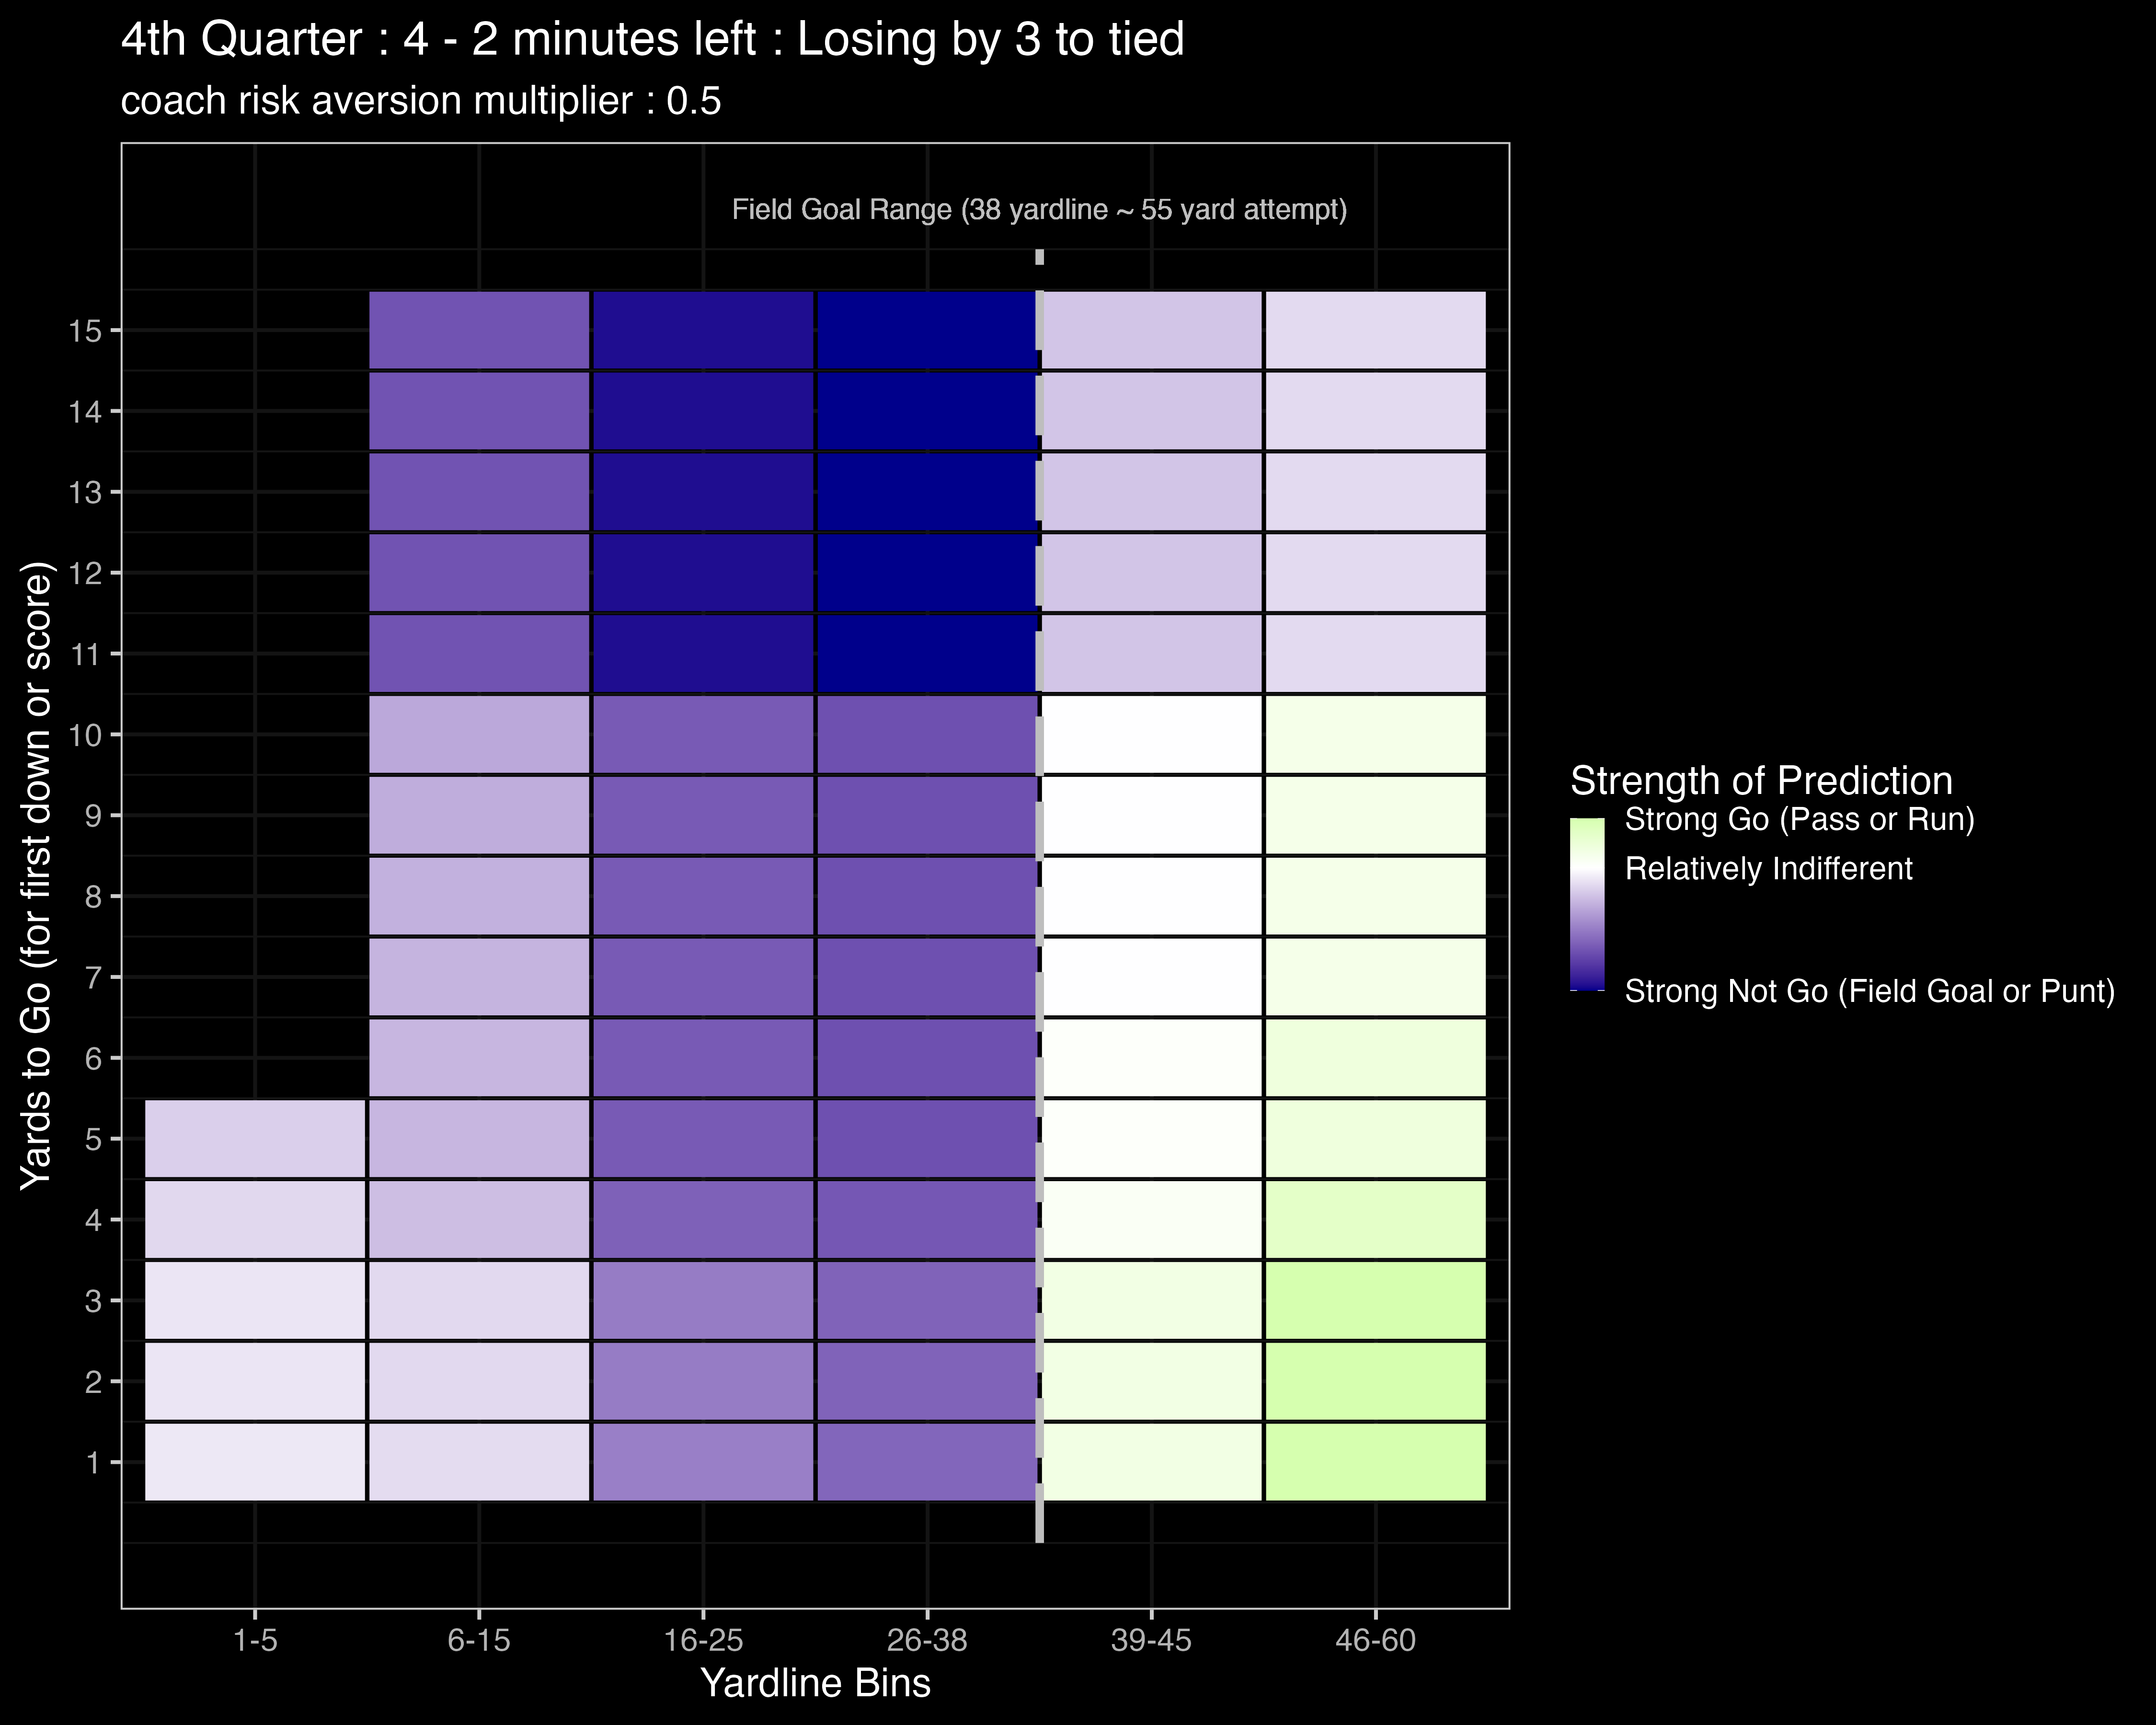 4th Quarter : 4 - 2 minutes left : Losing by 3 to tied
coach risk aversion multiplier : 0.5
Field Goal Range (38 yardline ~ 55 yard attempt)
Yards to Go (for first down or score)
15
14
13
12
11
10
9
8
7
6
5
4
3
2
1
1-5
6-15
16-25
26-38
39-45
46-60
Yardline Bins
Strength of Prediction
Strong Go (Pass or Run)
Relatively Indifferent
Strong Not Go (Field Goal or Punt)